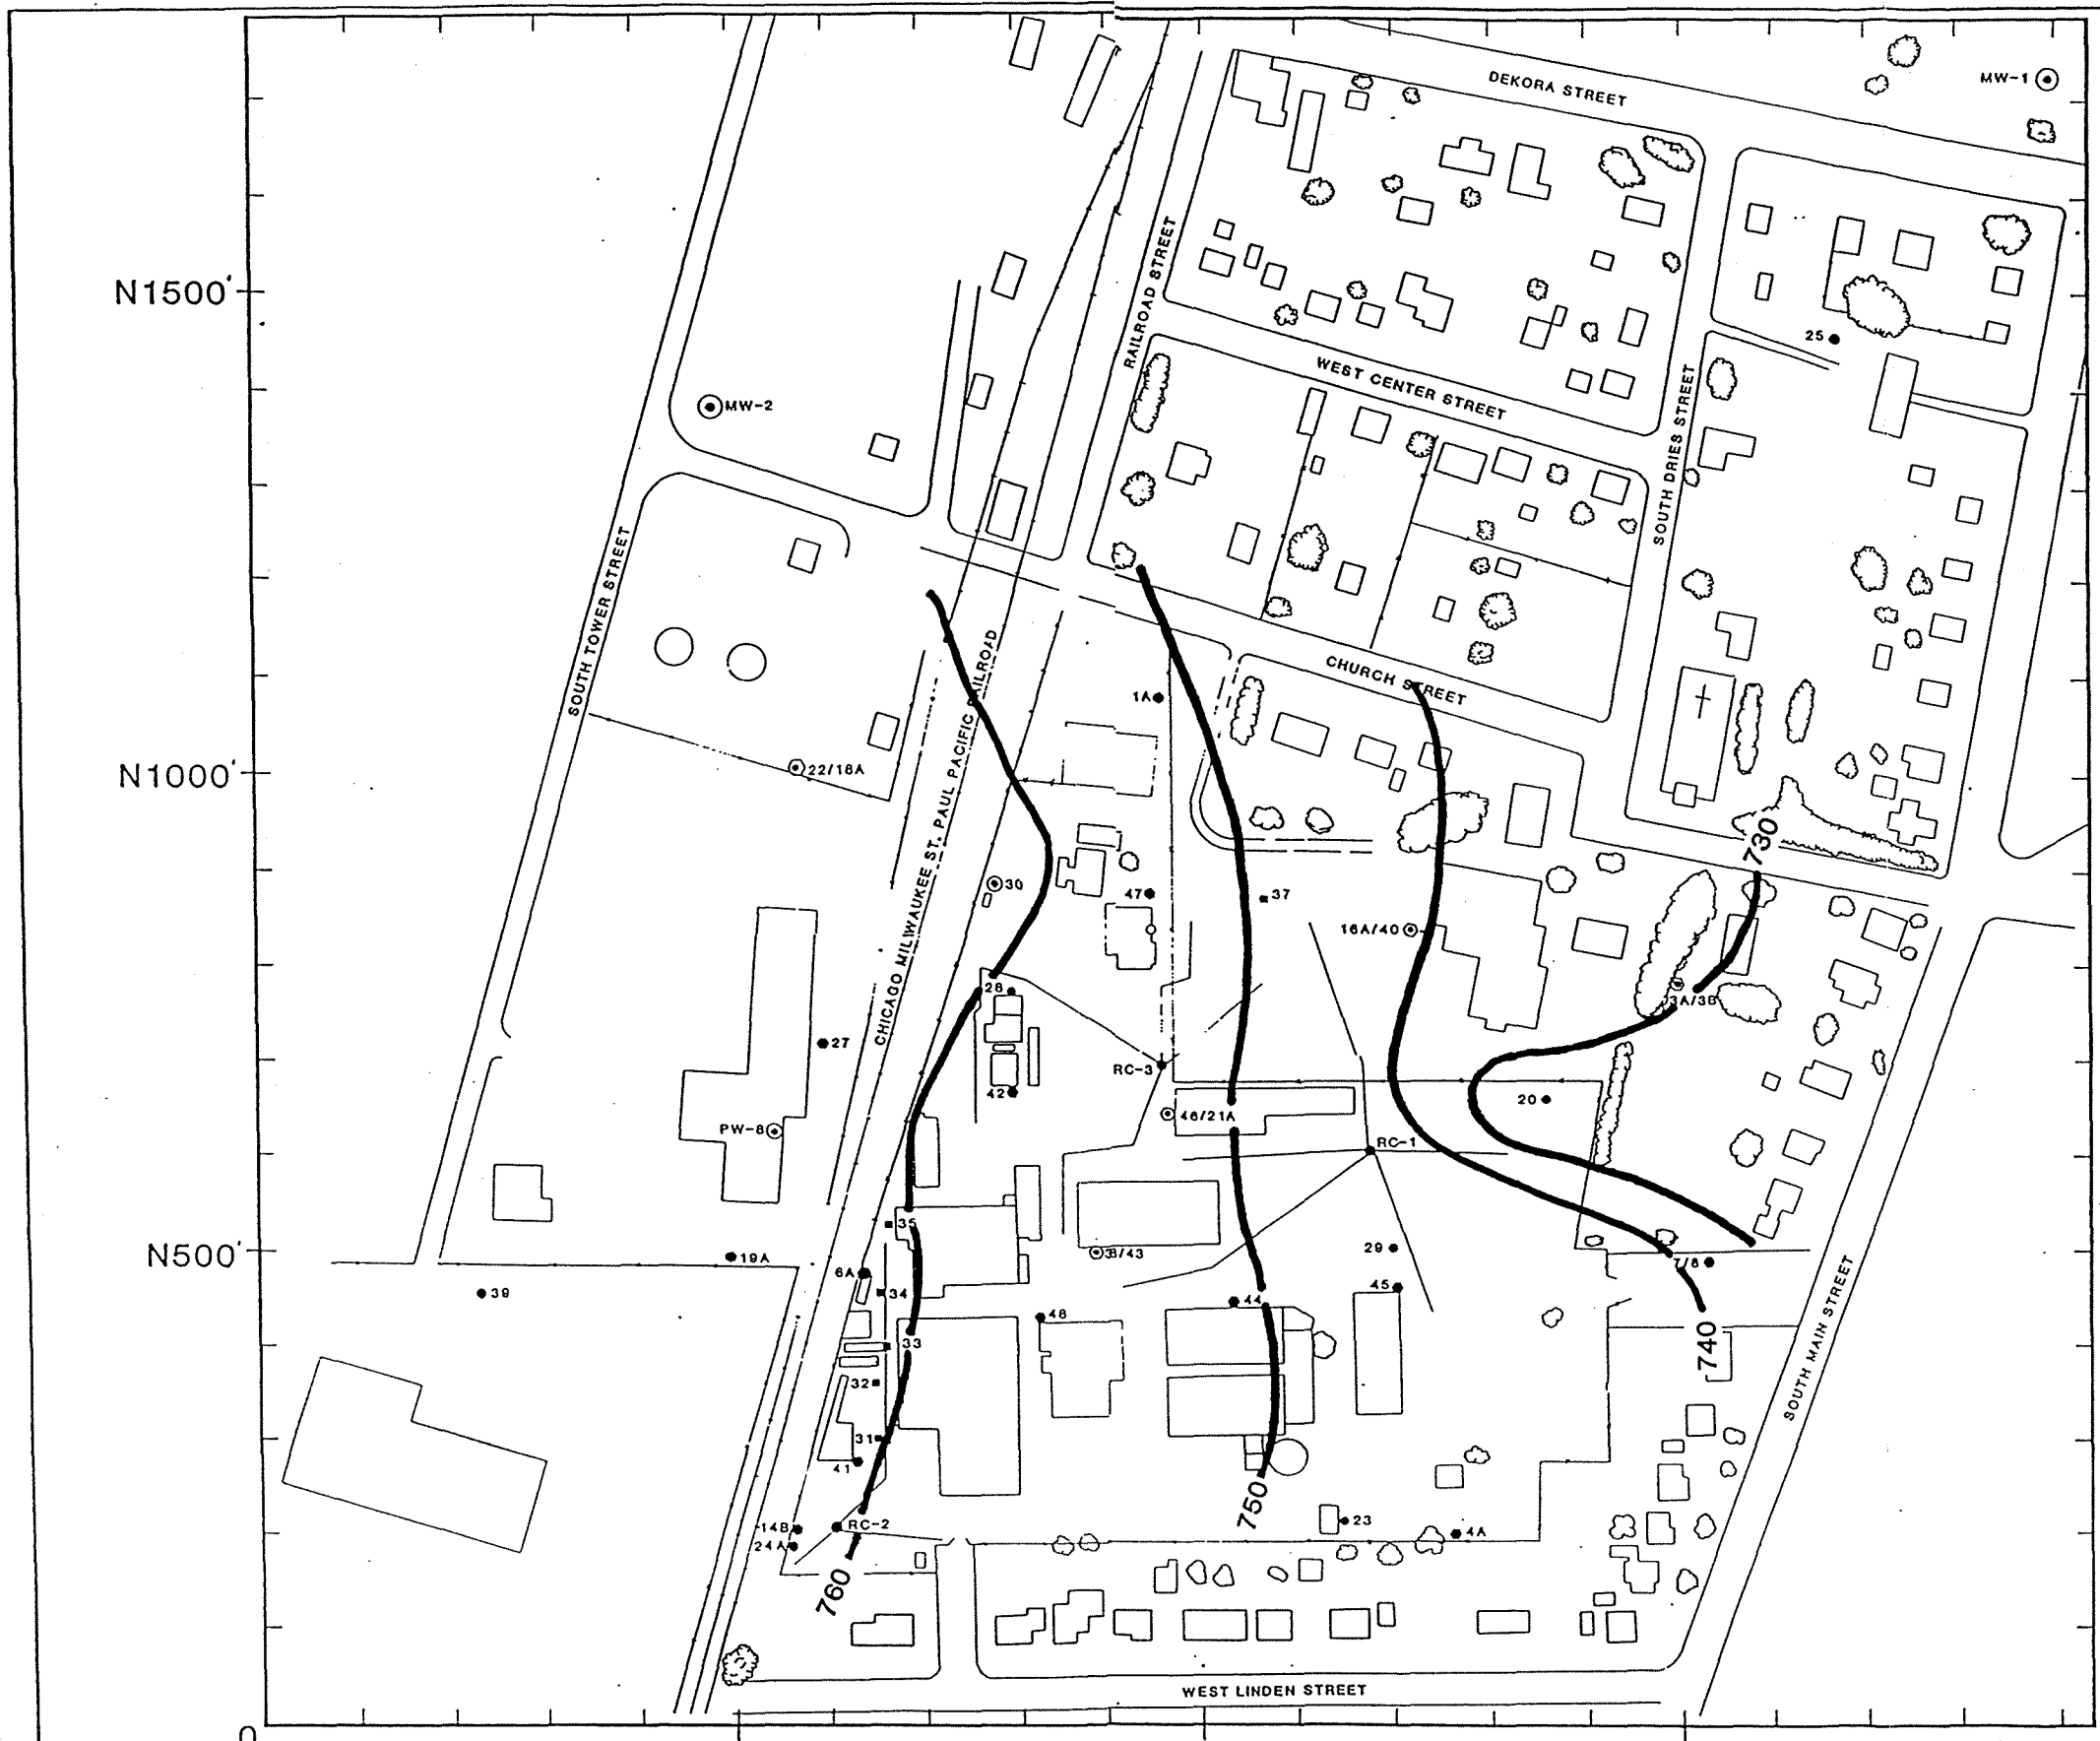 DEKORA STREET
MW-1
RAILROAD STREET
N1500'
25
WEST CENTER STREET
MW-2
SOUTH DRIES STREET
SOUTH TOWER STREET
CHURCH STREET
1A
CHICAGO MILWAUKEE ST. PAUL PACIFIC RAILROAD
N1000'
22/18A
730
30
47
37
16A/40
28
3A/3B
27
RC-3
42
20
46/21A
PW-8
RC-1
35
N500'
19A
29
7/8
6A
34
39
45
44
48
33
740
SOUTH MAIN STREET
32
31
41
750
14B
RC-2
23
4A
24A
760
WEST LINDEN STREET
0